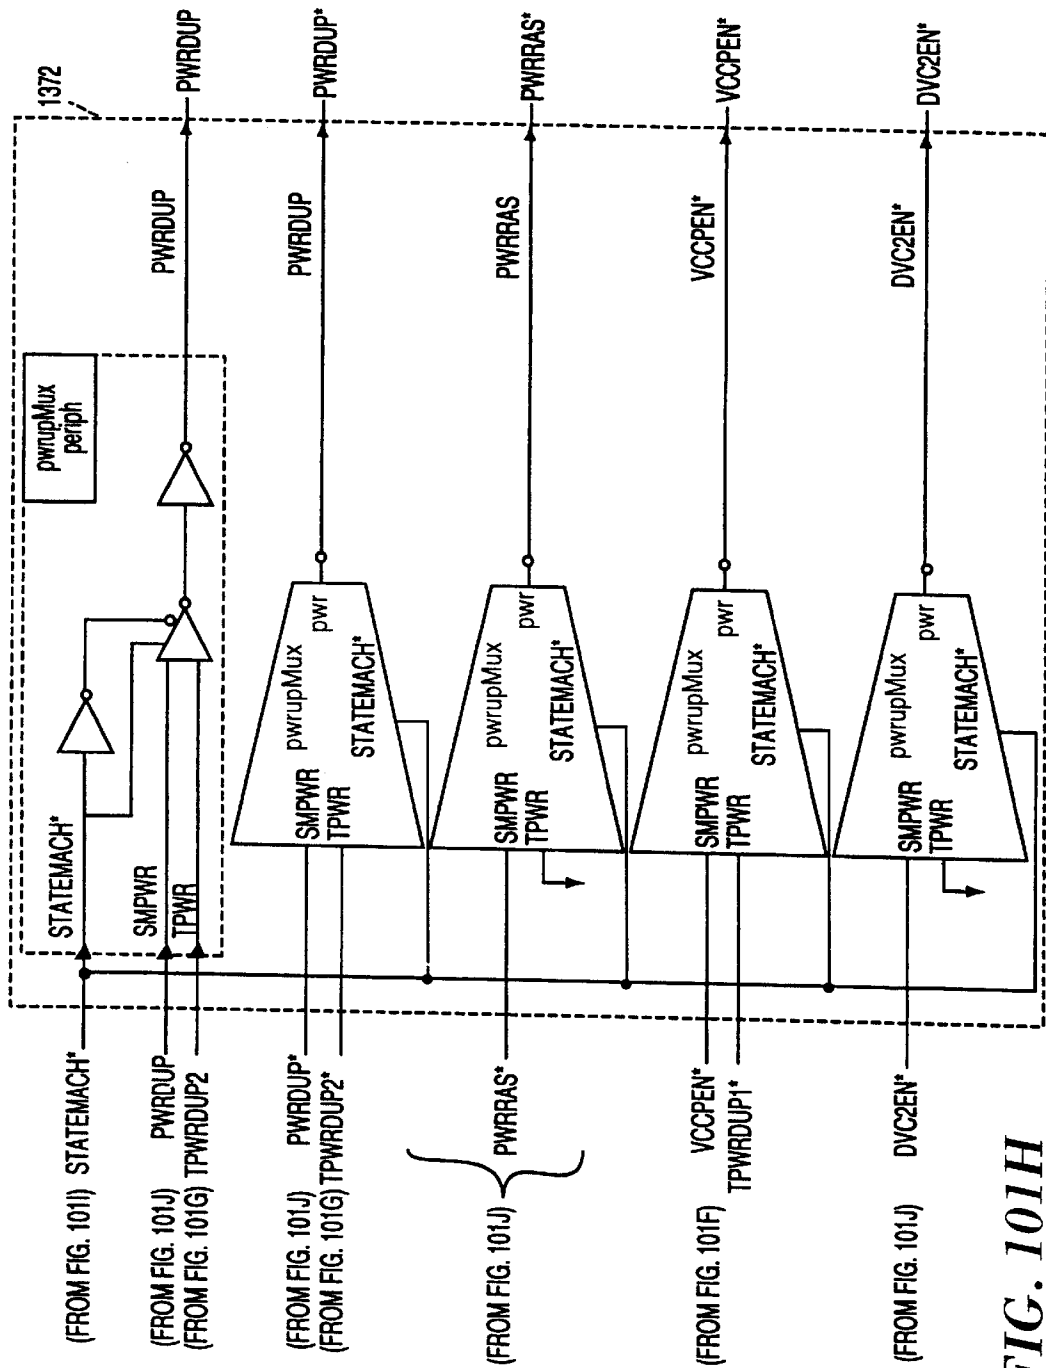 1372
pwrupMux
periph
(FROM FIG. 101I) STATEMACH*
STATEMACH*
(FROM FIG. 101J) PWRDUP
SMPWR
(FROM FIG. 101G) TPWRDUP2
TPWR
PWRDUP
PWRDUP
(FROM FIG. 101J) PWRDUP*
(FROM FIG. 101G) TPWRDUP2*
SMPWR
TPWR
pwrupMux
STATEMACH*
pwr
PWRDUP
PWRDUP*
(FROM FIG. 101J)
PWRRAS*
SMPWR
TPWR
pwrupMux
STATEMACH*
pwr
PWRRAS
PWRRAS*
(FROM FIG. 101F)
VCCPEN*
TPWRDUP1*
SMPWR
TPWR
pwrupMux
STATEMACH*
pwr
VCCPEN*
VCCPEN*
(FROM FIG. 101J)
DVC2EN*
SMPWR
TPWR
pwrupMux
STATEMACH*
pwr
DVC2EN*
DVC2EN*
FIG. 101H